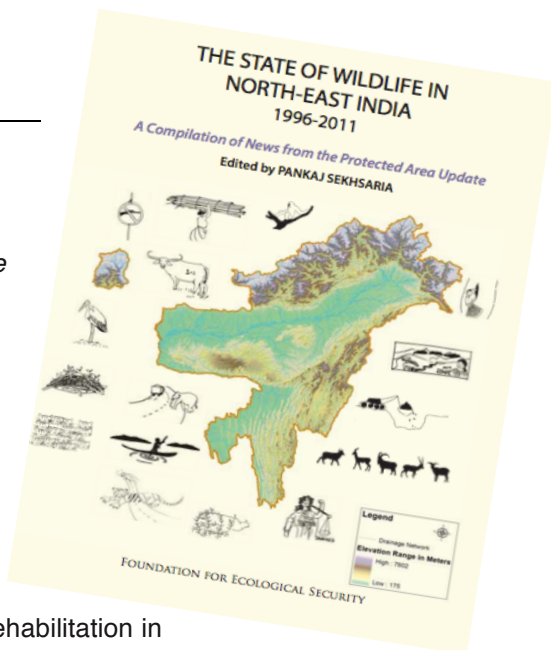 THE STATE OF WILDLIFE IN
NORTH-EAST INDIA
1996-2011
A Compilation of News from the Protected Area Update
Edited by PANKAJ SEKHSARIA
e
Legend
Drainage Network
Elevation Range in Meters
High : 7802
Low : 175
FOUNDATION FOR ECOLOGICAL SECURITY
ehabilitation in